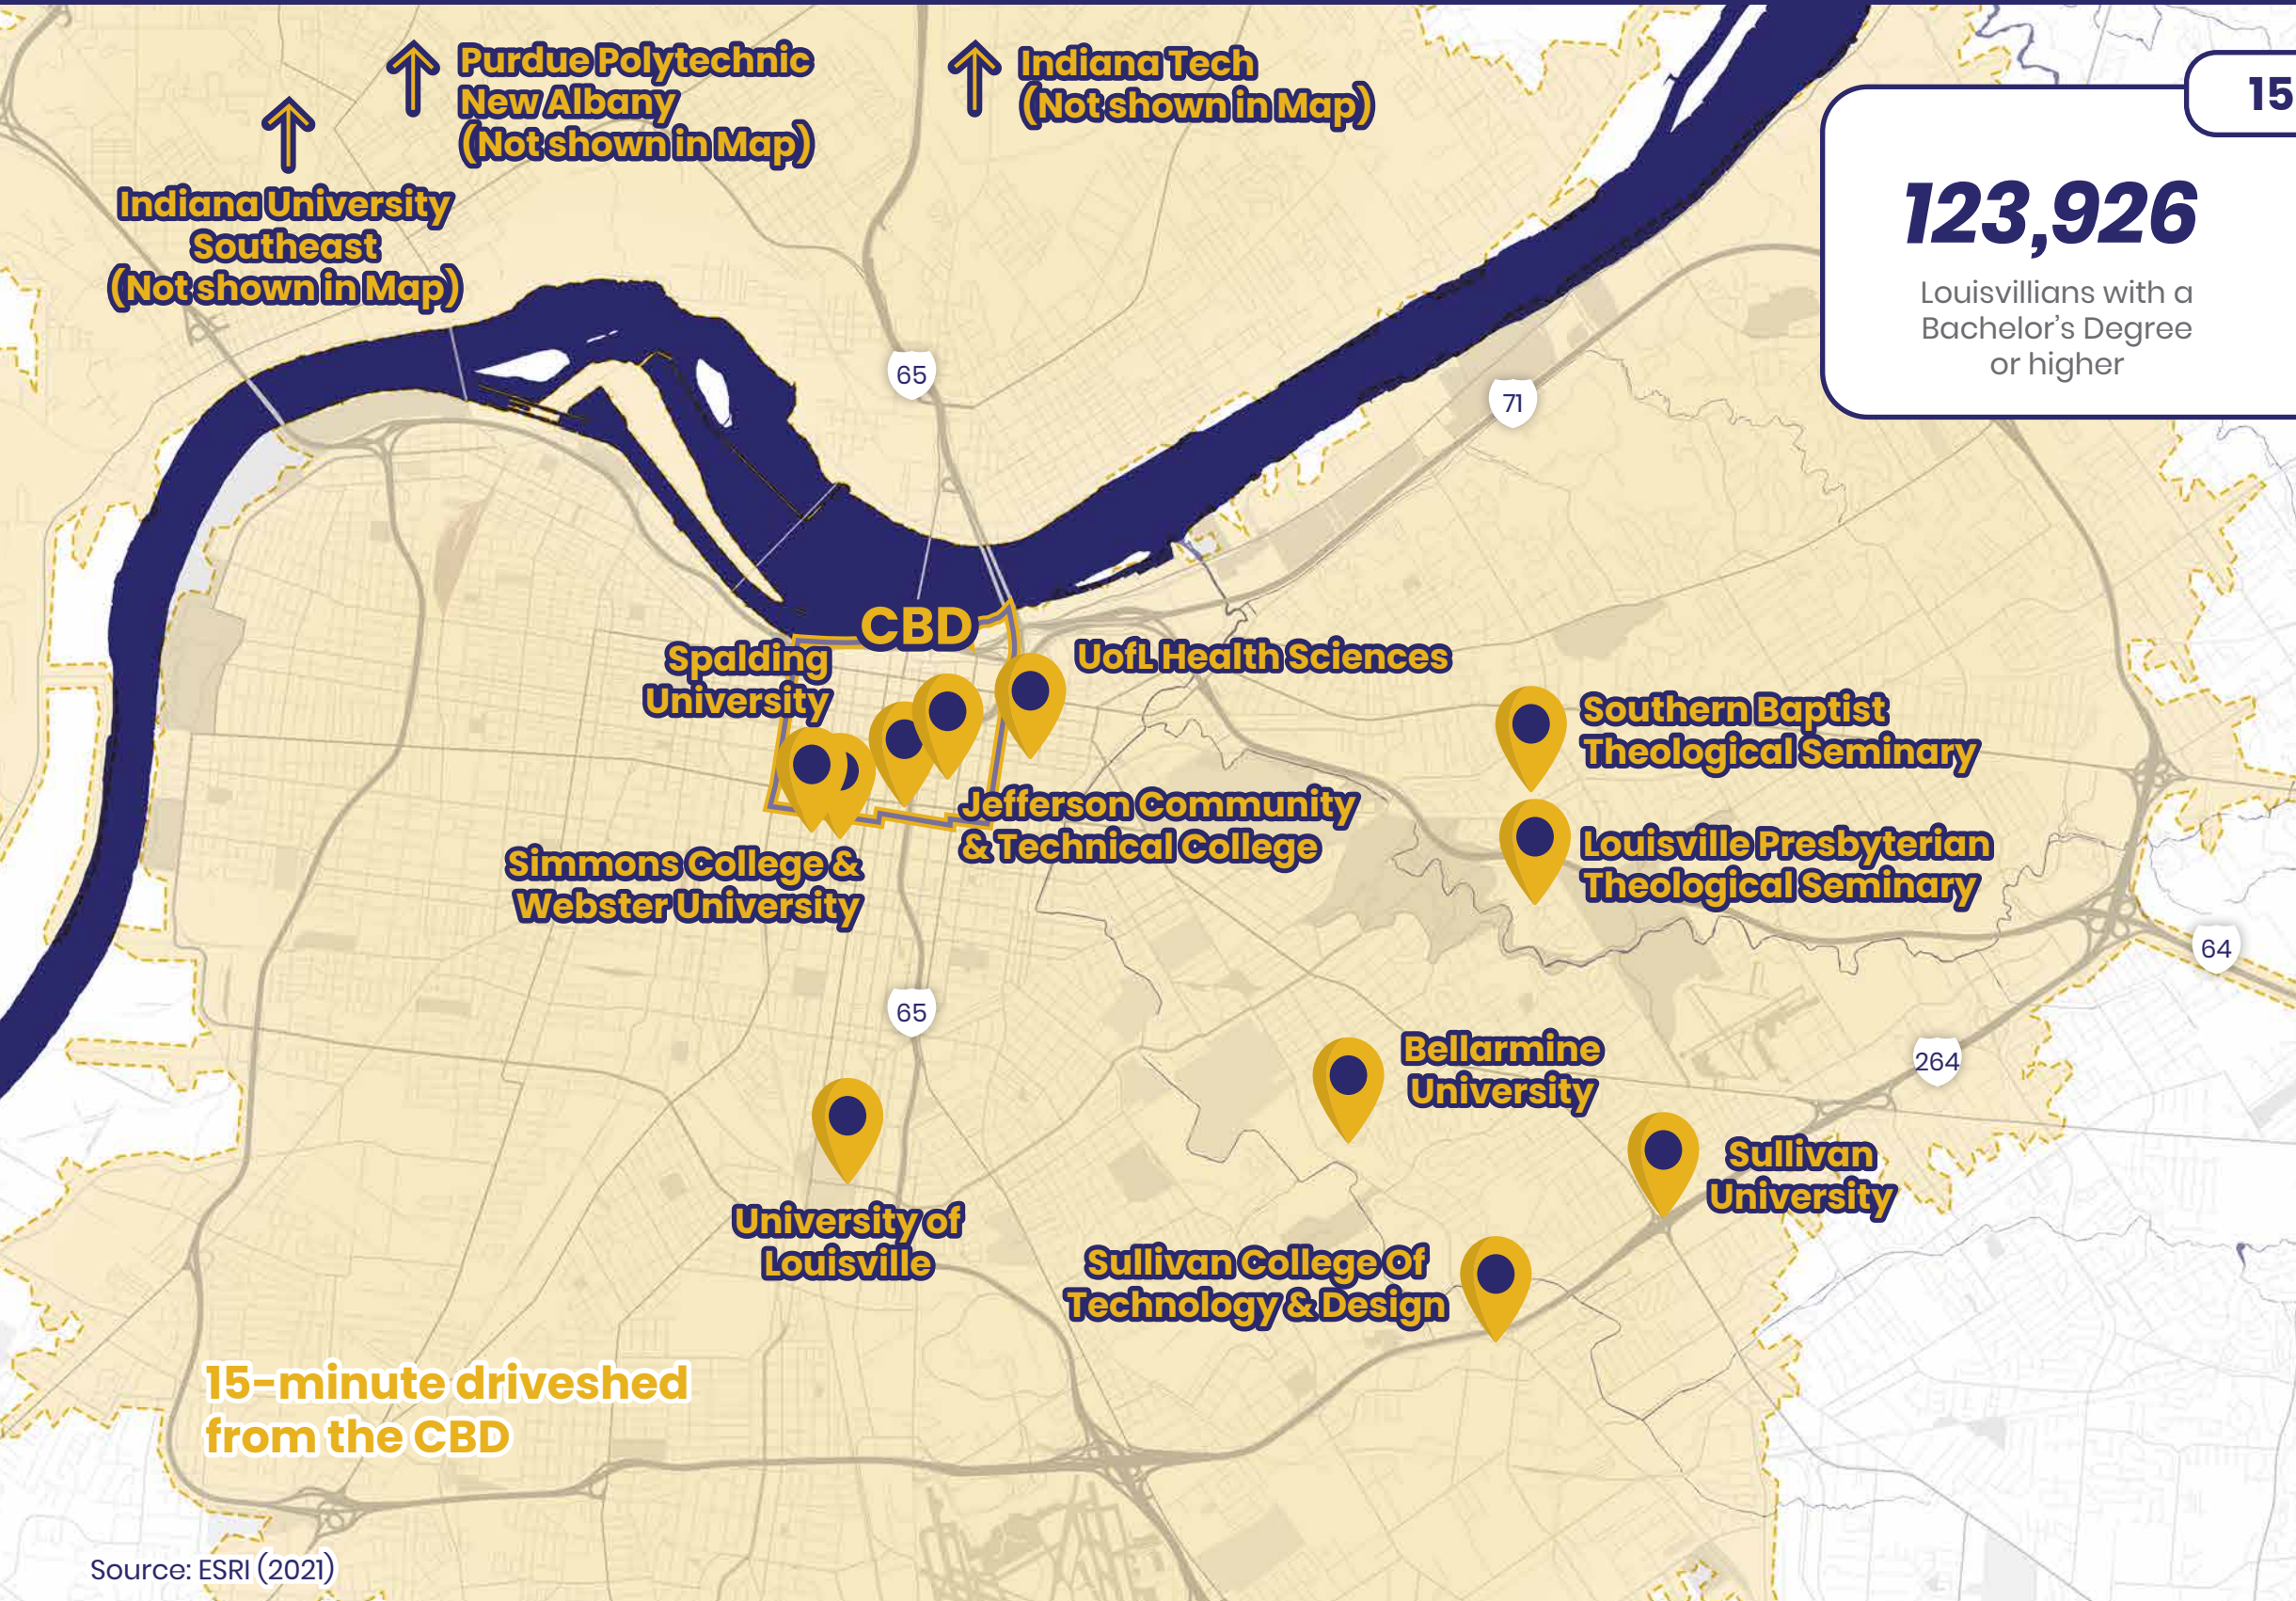 Purdue Polytechnic
New Albany
(Not shown in Map)
Indiana Tech
(Not shown in Map)
15
Indiana University
Southeast
(Not shown in Map)
123,926
Louisvillians with a
Bachelor's Degree
or higher
65
71
CBD
Spalding
University
UofL Health Sciences
Southern Baptist
Theological Seminary
Jefferson Community
& Technical College
Louisville Presbyterian
Theological Seminary
Simmons College &
Webster University
64
65
264
Bellarmine
University
Sullivan
University
University of
Louisville
Sullivan College Of
Technology & Design
15-minute driveshed
from the CBD
Source: ESRI (2021)